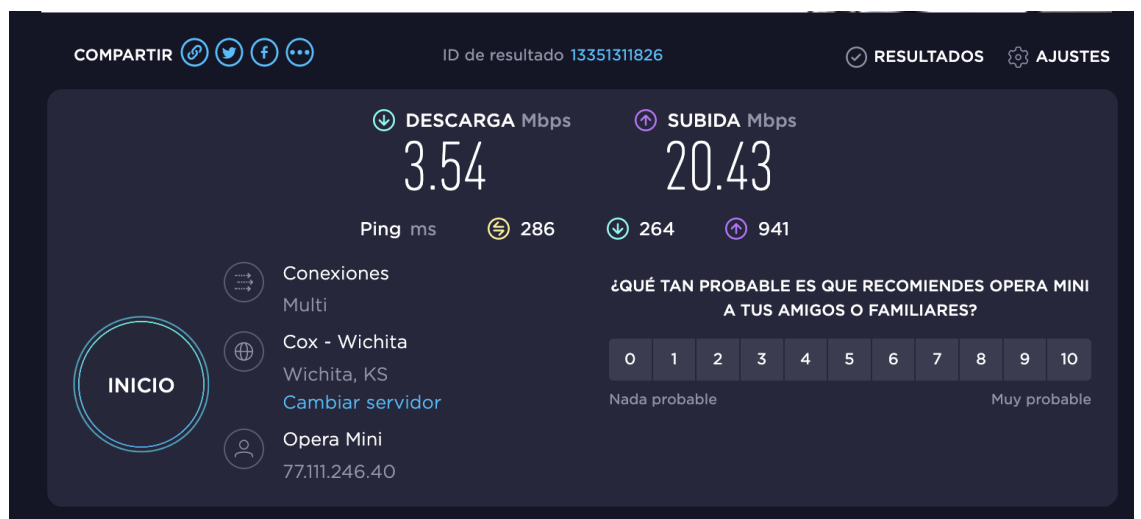 COMPARTIR
ID de resultado 13351311826
RESULTADOS
AJUSTES
DESCARGA Mbps
3.54
SUBIDA Mbps
20.43
Ping ms 286 264 941
Conexiones
Multi
Cox - Wichita
Wichita, KS
Cambiar servidor
Opera Mini
77.111.246.40
INICIO
¿QUÉ TAN PROBABLE ES QUE RECOMIENDES OPERA MINI
A TUS AMIGOS O FAMILIARES?
0 1 2 3 4 5 6 7 8 9 10
Nada probable
Muy probable